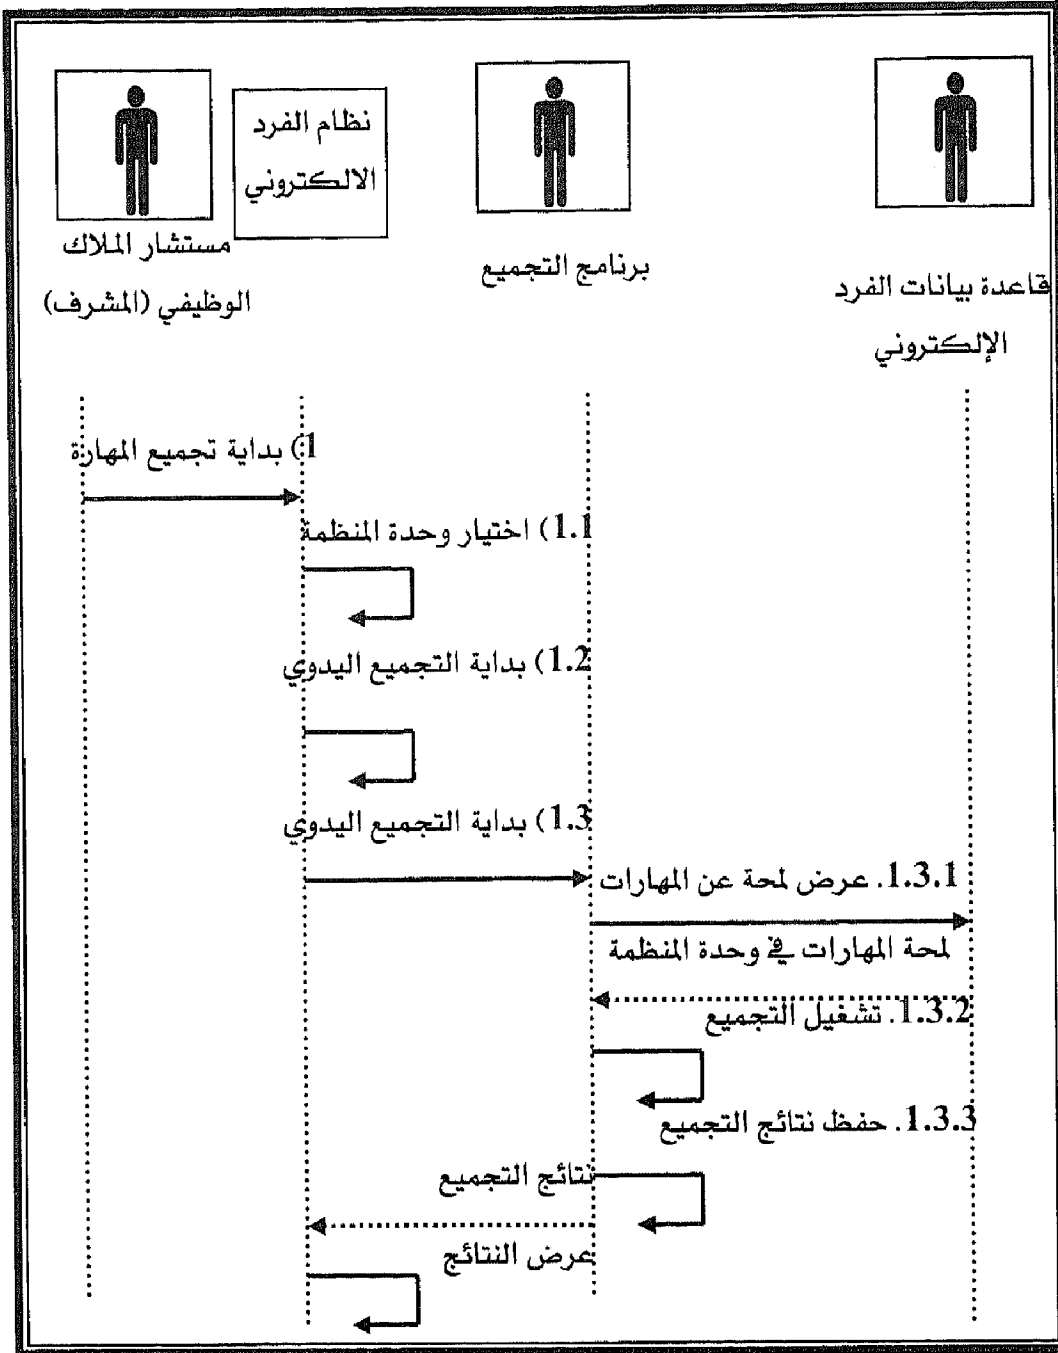 نظام الفرد
الالكتروني
مستشار الملاك
الوظيفي (المشرف)
برنامج التجميع
قاعدة بيانات الفرد
الإلكتروني
1) بداية تجميع المهارة
1.1) اختيار وحدة المنظمة
1.2) بداية التجميع اليدوي
1.3) بداية التجميع اليدوي
1.3.1. عرض لمحة عن المهارات
لمحة المهارات في وحدة المنظمة
1.3.2. تشغيل التجميع
1.3.3. حفظ نتائج التجميع
نتائج التجميع
عرض النتائج